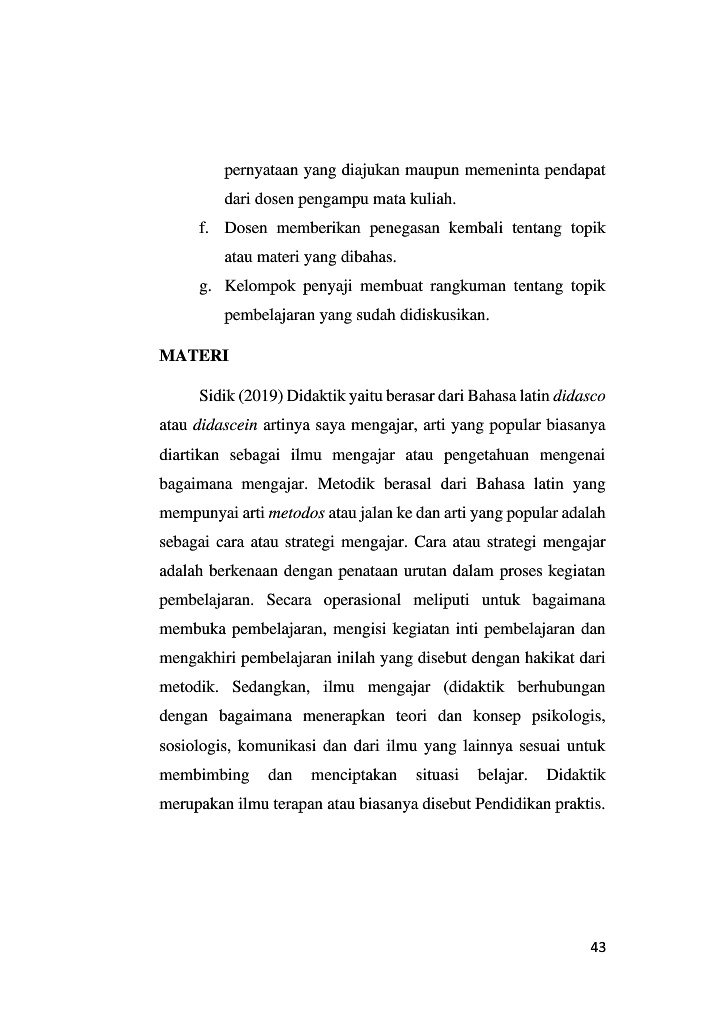 pernyataan yang diajukan maupun memeninta pendapat
dari dosen pengampu mata kuliah.
f. Dosen memberikan penegasan kembali tentang topik
atau materi yang dibahas.
g. Kelompok penyaji membuat rangkuman tentang topik
pembelajaran yang sudah didiskusikan.
MATERI
Sidik (2019) Didaktik yaitu berasar dari Bahasa latin didasco
atau didascein artinya saya mengajar, arti yang popular biasanya
diartikan sebagai ilmu mengajar atau pengetahuan mengenai
bagaimana mengajar. Metodik berasal dari Bahasa latin yang
mempunyai arti metodos atau jalan ke dan arti yang popular adalah
sebagai cara atau strategi mengajar. Cara atau strategi mengajar
adalah berkenaan dengan penataan urutan dalam proses kegiatan
pembelajaran. Secara operasional meliputi untuk bagaimana
membuka pembelajaran, mengisi kegiatan inti pembelajaran dan
mengakhiri pembelajaran inilah yang disebut dengan hakikat dari
metodik. Sedangkan, ilmu mengajar (didaktik berhubungan
dengan bagaimana menerapkan teori dan konsep psikologis,
sosiologis, komunikasi dan dari ilmu yang lainnya sesuai untuk
membimbing dan menciptakan situasi belajar. Didaktik
merupakan ilmu terapan atau biasanya disebut Pendidikan praktis.
43